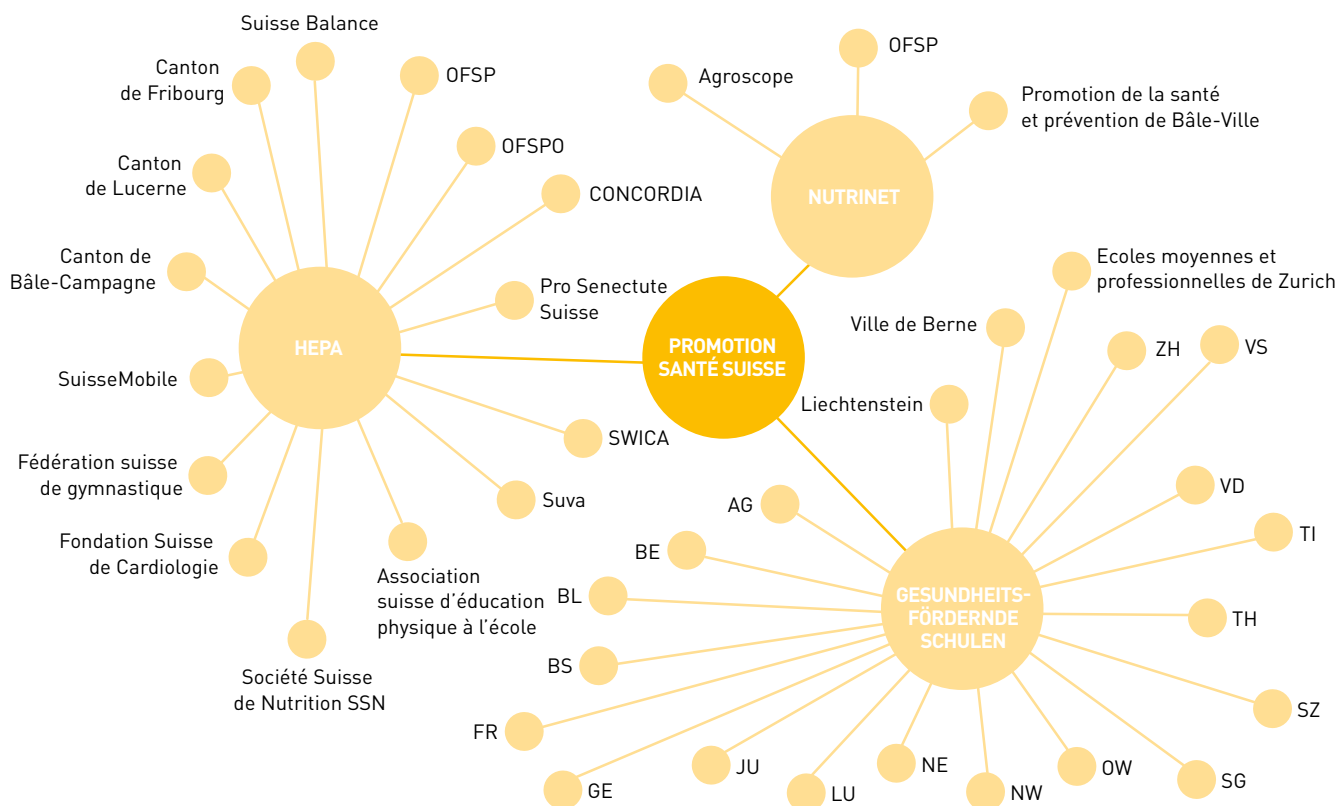 Suisse Balance
Canton
de Fribourg
OFSP
OFSPO
Canton
de Lucerne
CONCORDIA
Canton de
Bâle-Campagne
Pro Senectute
Suisse
HEPA
SuisseMobile
SWICA
Fédération suisse
de gymnastique
Suva
Fondation Suisse
de Cardiologie
Association
suisse d'éducation
physique à l'école
Société Suisse
de Nutrition SSN
PROMOTION
SANTÉ SUISSE
OFSP
Agroscope
Promotion de la santé
et prévention de Bâle-Ville
NUTRINET
Ecoles moyennes et
professionnelles de Zurich
Ville de Berne
ZH
VS
Liechtenstein
VD
AG
TI
BE
BL
GESUNDHEITS-
FÖRDERNDE
SCHULEN
TH
BS
SZ
FR
JU
NE
OW
SG
GE
LU
NW